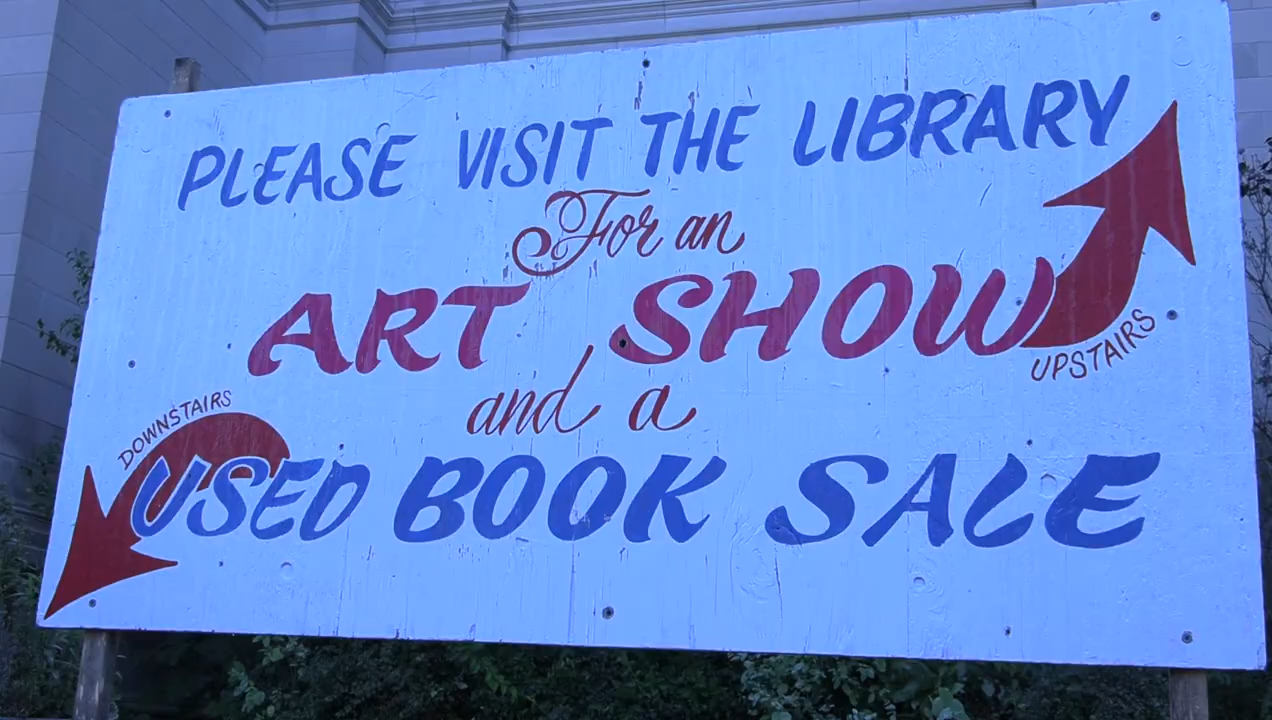 PLEASE VISIT THE LIBRARY
For an
ART SHOW
UPSTAIRS
and a
DOWNSTAIRS
USED BOOK SALE